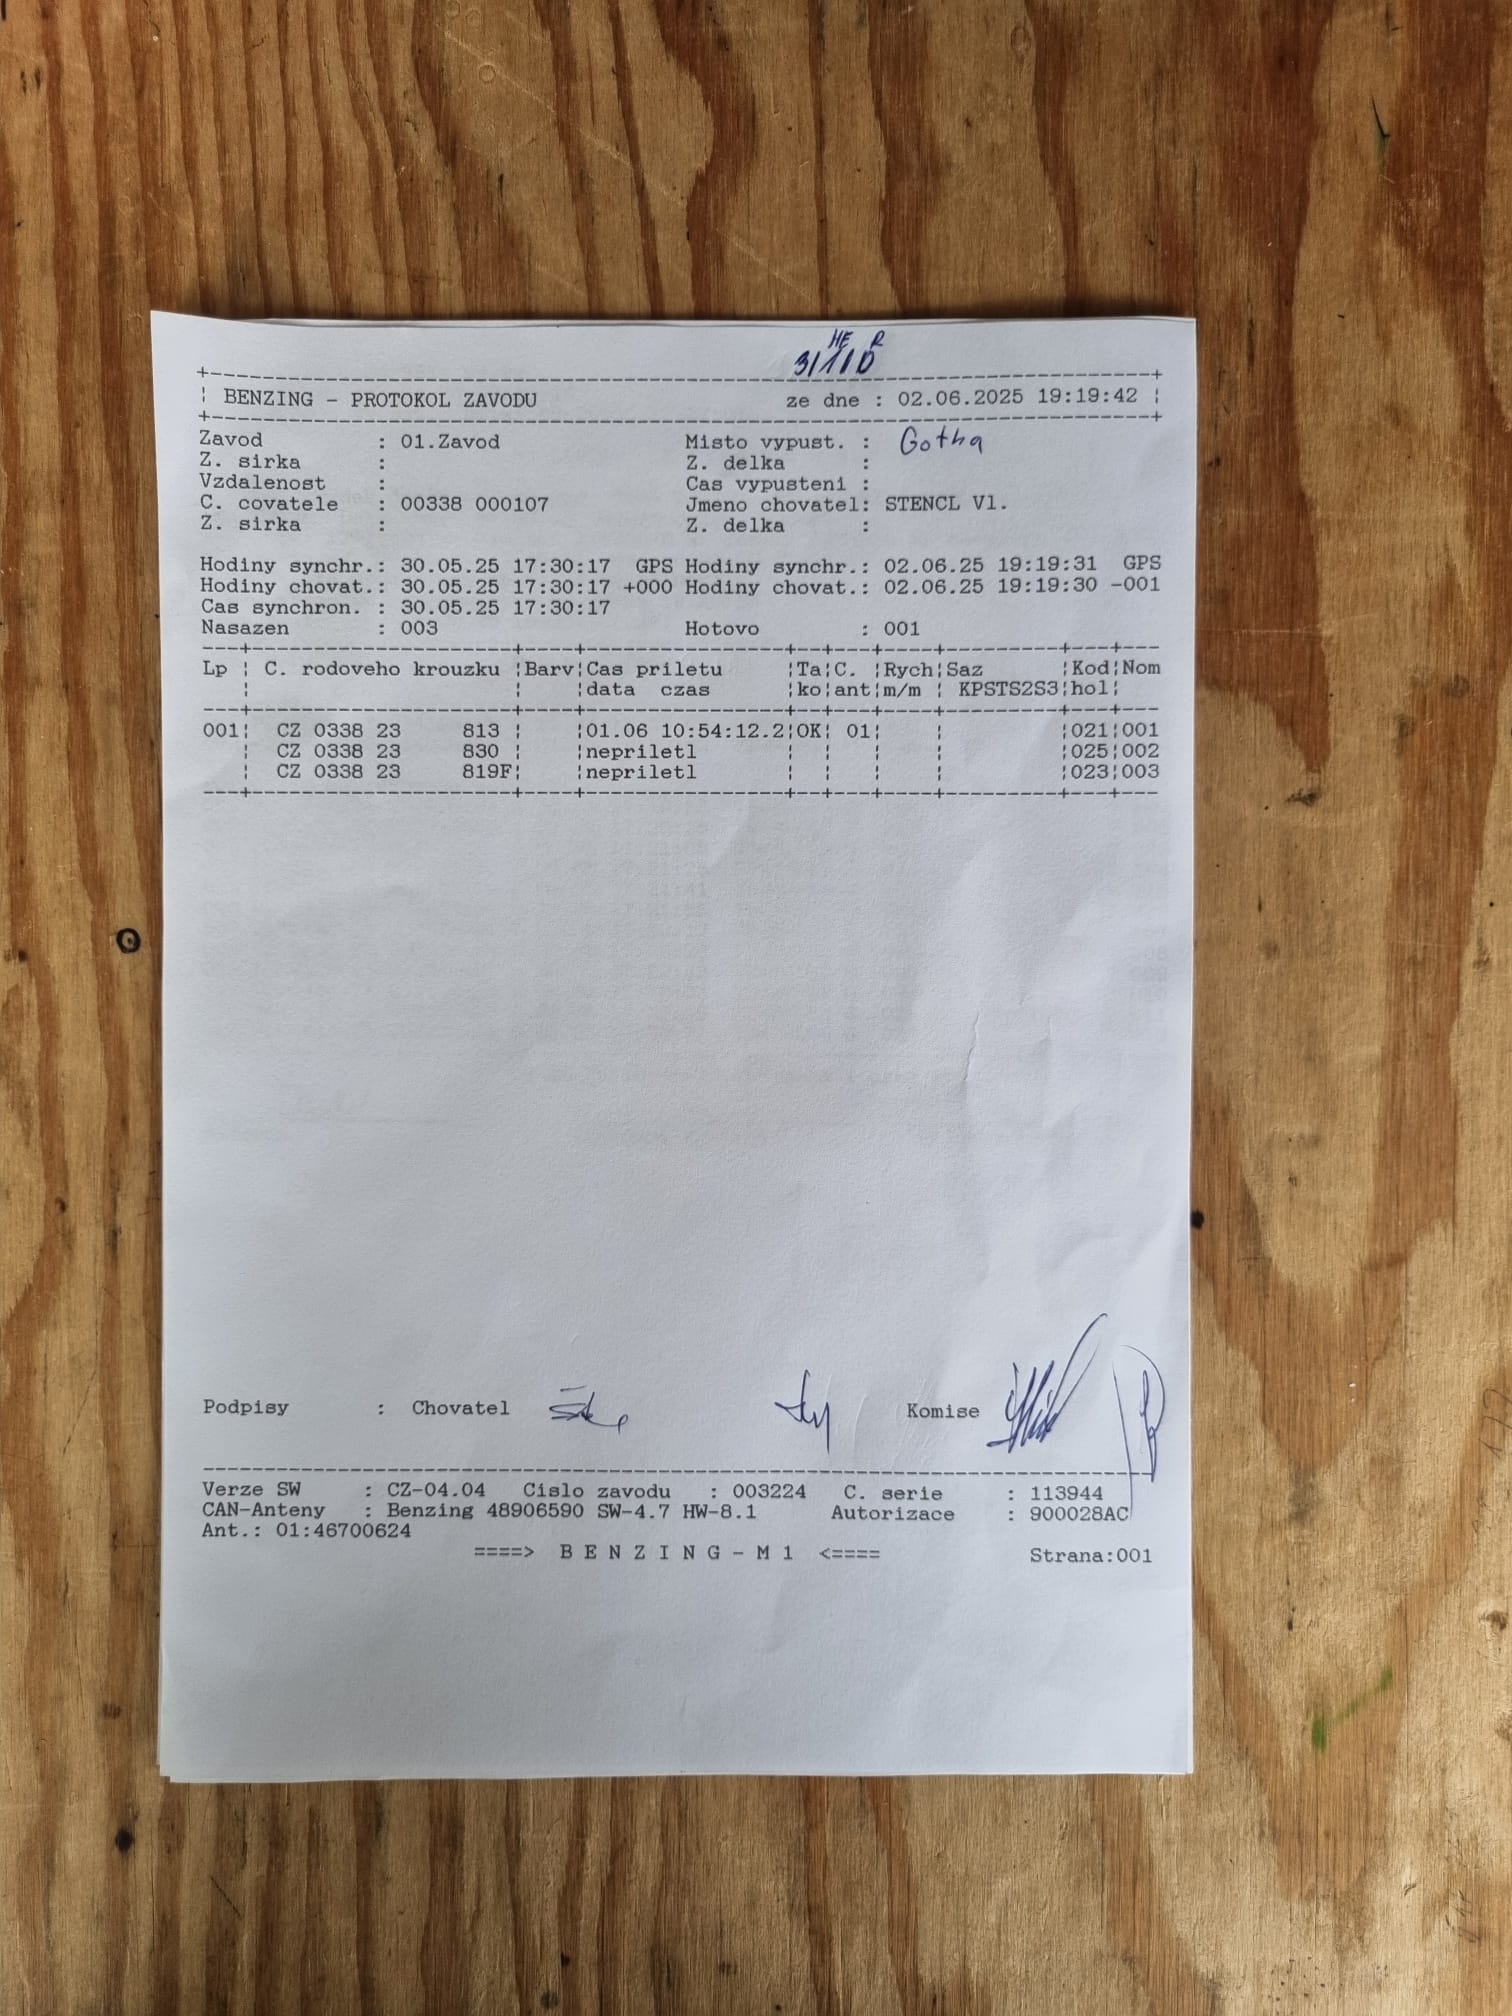 HE R
3/1/0
BENZING - PROTOKOL ZAVODU ze dne : 02.06.2025 19:19:42
Zavod : 01.Zavod Misto vypust. : Gotha
Z. sirka : Z. delka :
Vzdalenost : Cas vypusteni :
C. covatele : 00338 000107 Jmeno chovatel: STENCL Vl.
Z. sirka : Z. delka :
Hodiny synchr.: 30.05.25 17:30:17 GPS Hodiny synchr.: 02.06.25 19:19:31 GPS
Hodiny chovat.: 30.05.25 17:30:17 +000 Hodiny chovat.: 02.06.25 19:19:30 -001
Cas synchron. : 30.05.25 17:30:17
Nasazen : 003 Hotovo : 001
Lp ¦ C. rodoveho krouzku ¦Barv¦Cas priletu ¦Ta¦C. ¦Rych¦Saz ¦Kod¦Nom
¦ ¦ ¦data czas ¦ko¦ant¦m/m ¦ KPSTS2S3¦hol¦
001¦ CZ 0338 23 813 ¦ ¦01.06 10:54:12.2¦OK¦ 01¦ ¦ ¦021¦001
¦ CZ 0338 23 830 ¦ ¦nepriletl ¦ ¦ ¦ ¦ ¦025¦002
¦ CZ 0338 23 819F¦ ¦nepriletl ¦ ¦ ¦ ¦ ¦023¦003
Podpisy : Chovatel Komise
Verze SW : CZ-04.04 Cislo zavodu : 003224 C. serie : 113944
CAN-Anteny : Benzing 48906590 SW-4.7 HW-8.1 Autorizace : 900028AC
Ant.: 01:46700624
====> B E N Z I N G - M 1 <==== Strana:001